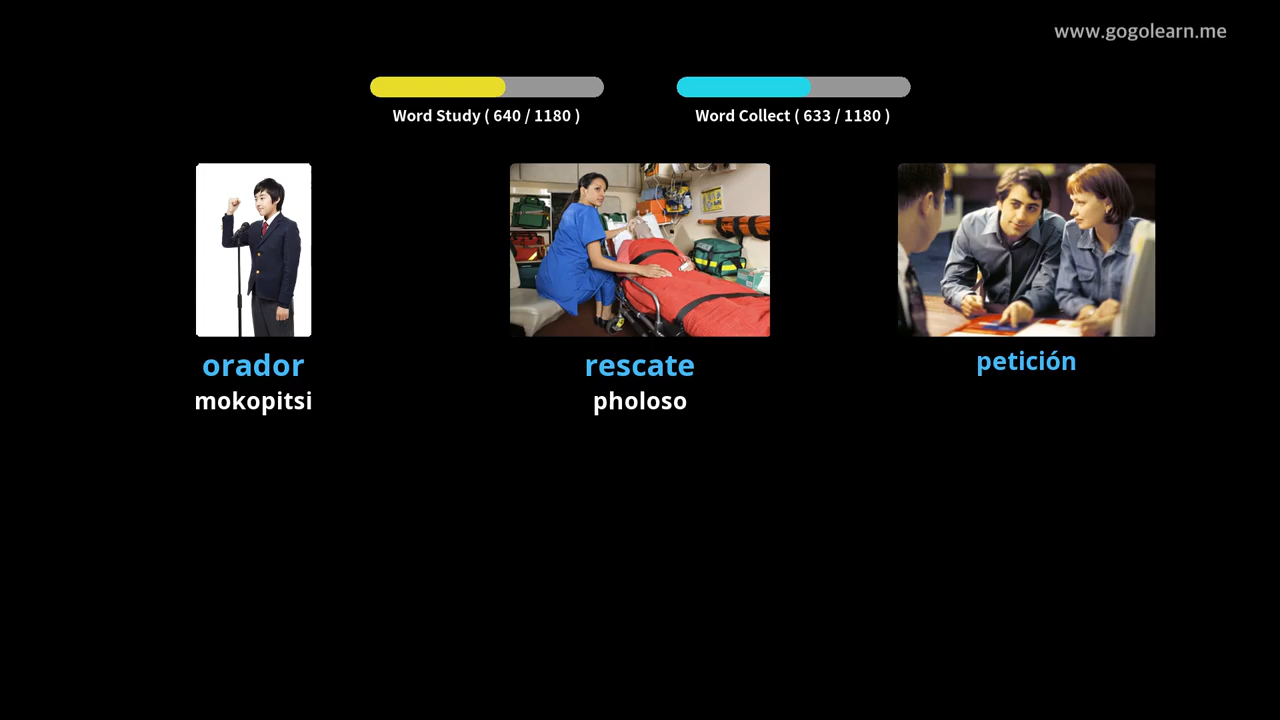 www.gogolearn.me
Word Study ( 640 / 1180 )
Word Collect ( 633 / 1180 )
orador
mokopitsi
rescate
pholoso
petición